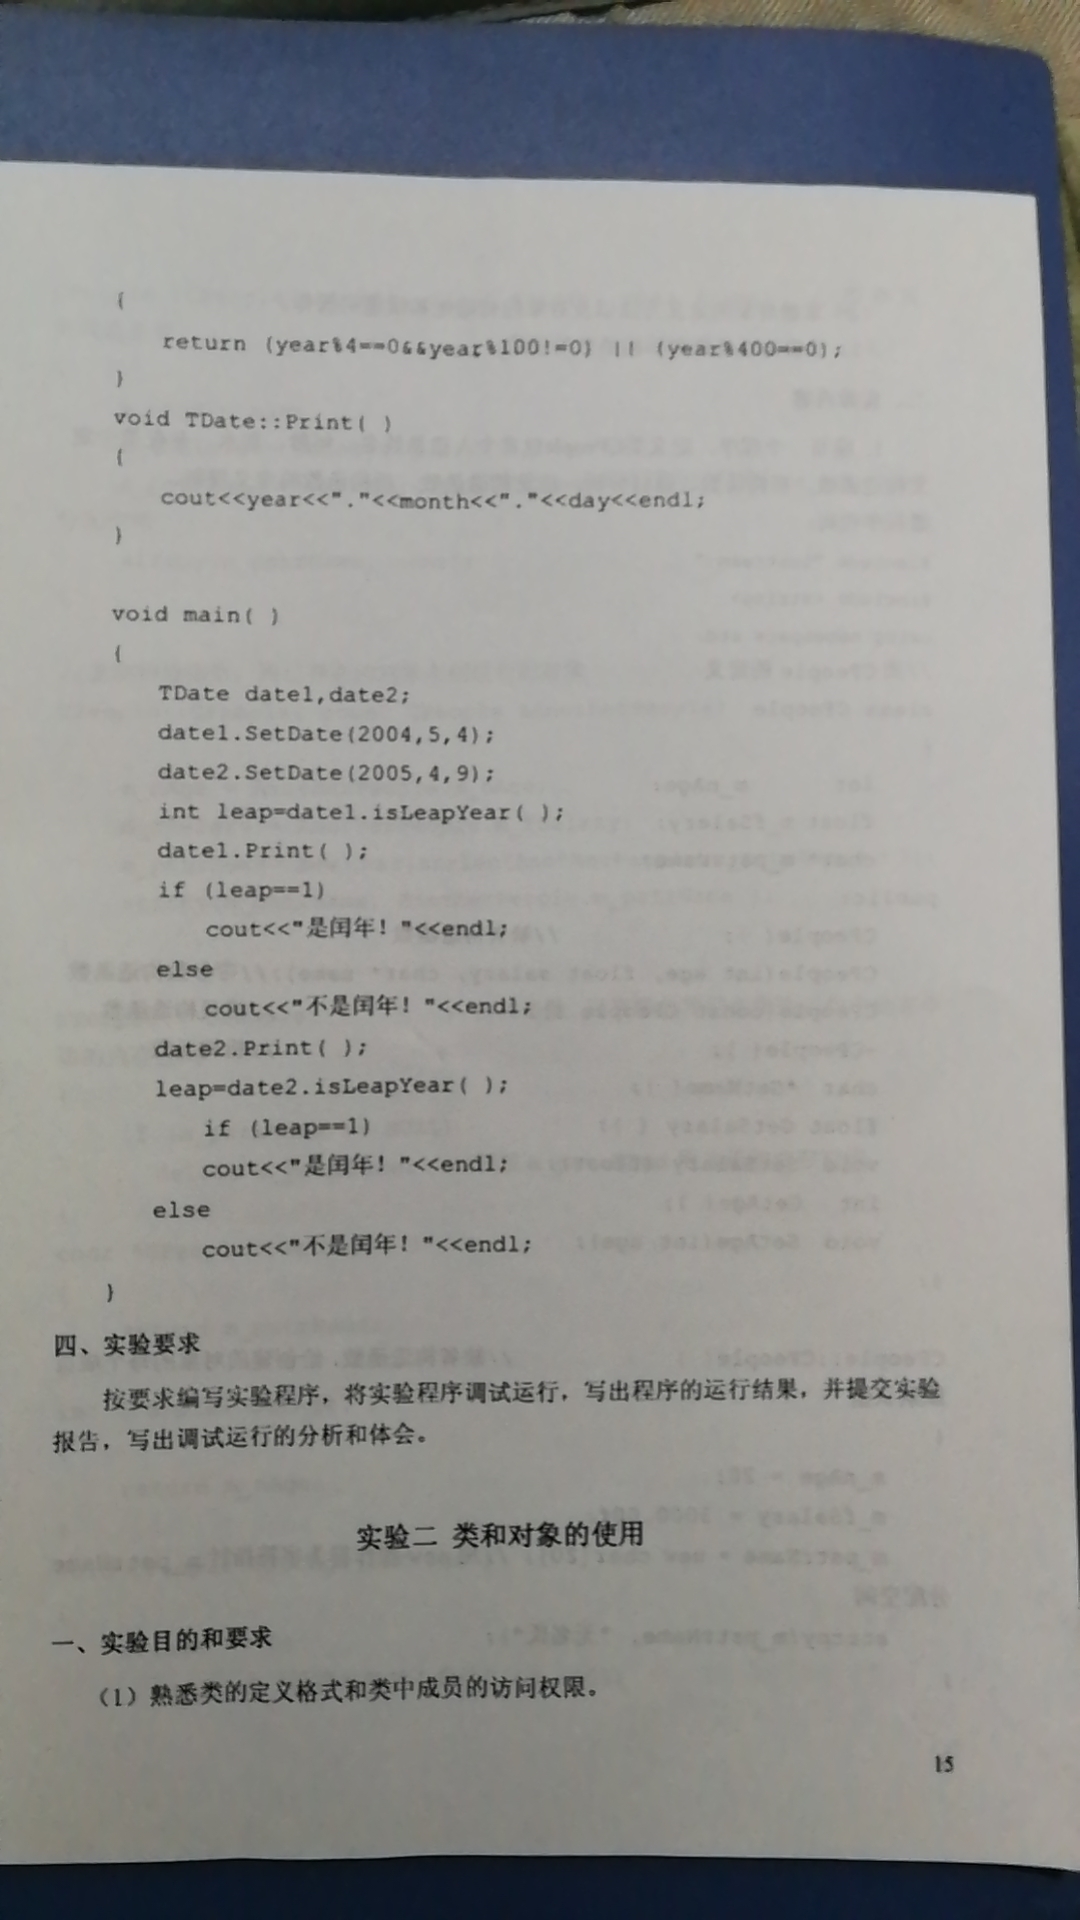 {
return (year%4==0&&year%100!=0) || (year%400==0);
}
void TDate::Print( )
{
cout<<year<<"."<<month<<"."<<day<<endl;
}
void main( )
{
TDate date1,date2;
date1.SetDate(2004,5,4);
date2.SetDate(2005,4,9);
int leap=date1.isLeapYear( );
date1.Print( );
if (leap==1)
cout<<"是闰年！"<<endl;
else
cout<<"不是闰年！"<<endl;
date2.Print( );
leap=date2.isLeapYear( );
if (leap==1)
cout<<"是闰年！"<<endl;
else
cout<<"不是闰年！"<<endl;
}
四、实验要求
按要求编写实验程序，将实验程序调试运行，写出程序的运行结果，并提交实验
报告，写出调试运行的分析和体会。
实验二 类和对象的使用
一、实验目的和要求
（1）熟悉类的定义格式和类中成员的访问权限。
15